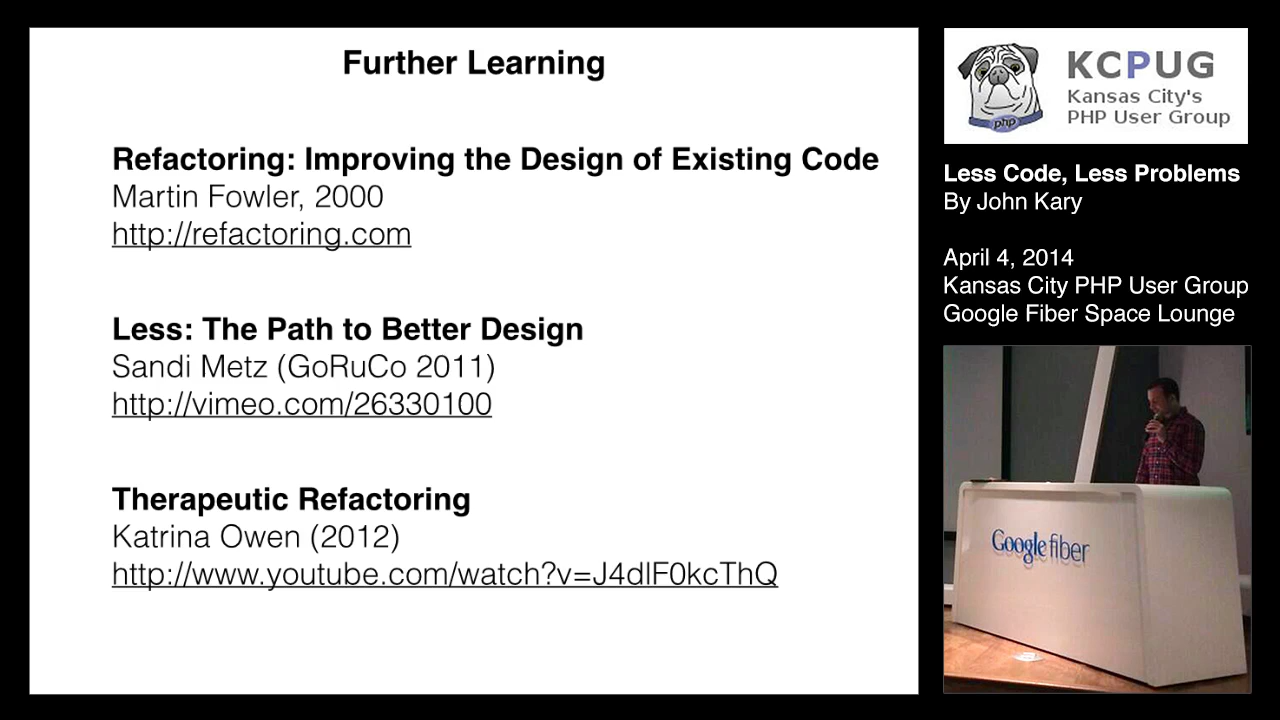 Further Learning
Refactoring: Improving the Design of Existing Code
Martin Fowler, 2000
http://refactoring.com
Less: The Path to Better Design
Sandi Metz (GoRuCo 2011)
http://vimeo.com/26330100
Therapeutic Refactoring
Katrina Owen (2012)
http://www.youtube.com/watch?v=J4dlF0kcThQ
KCPUG
Kansas City's
PHP User Group
php
Less Code, Less Problems
By John Kary
April 4, 2014
Kansas City PHP User Group
Google Fiber Space Lounge
Google fiber